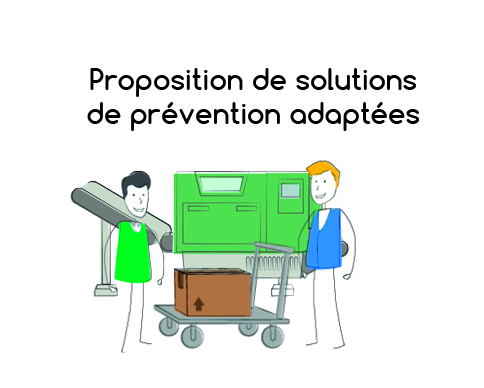 Proposition de solutions
de prévention adaptées